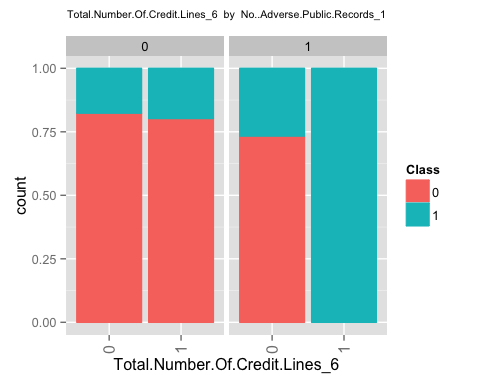 Total.Number.Of.Credit.Lines_6 by No..Adverse.Public.Records_1
0 1
1.00
0.75
0.50
0.25
0.00
count
0 1 0 1
Total.Number.Of.Credit.Lines_6
Class
0
1